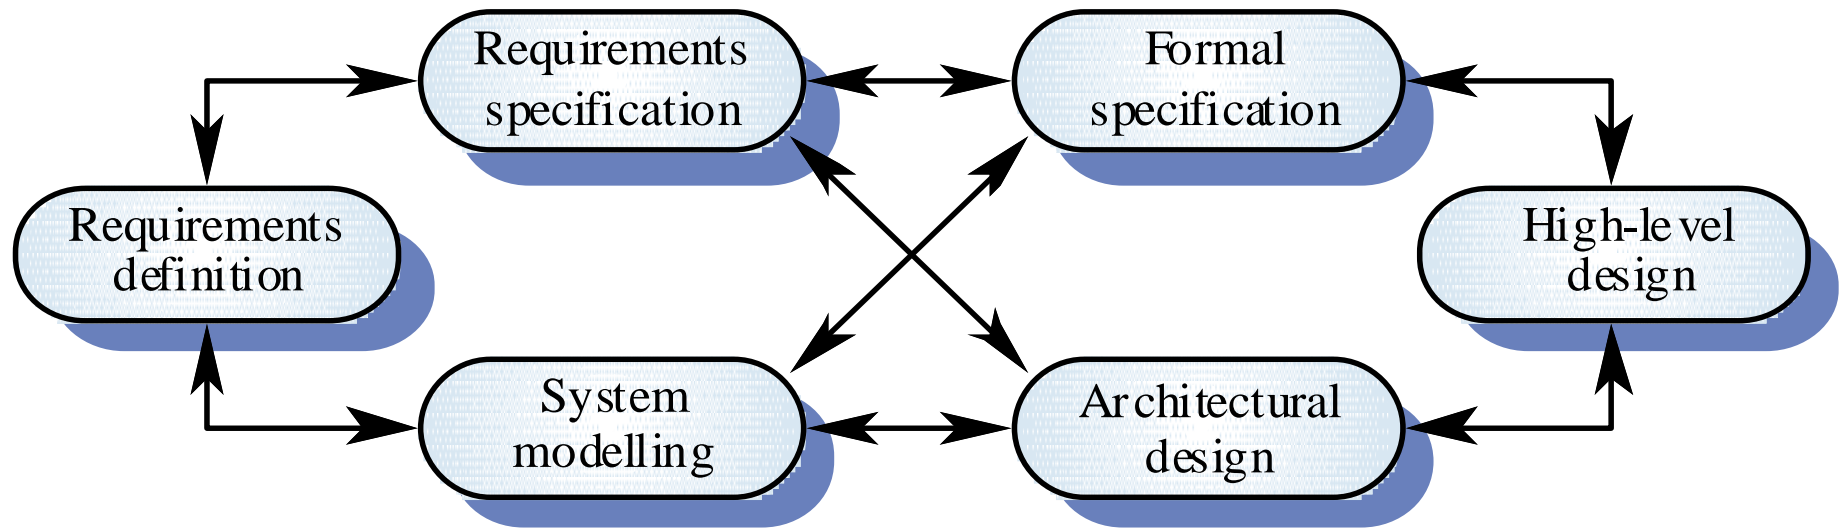 Requirements
specification
Formal
specification
Requirements
definition
High-level
design
System
modelling
Architectural
design